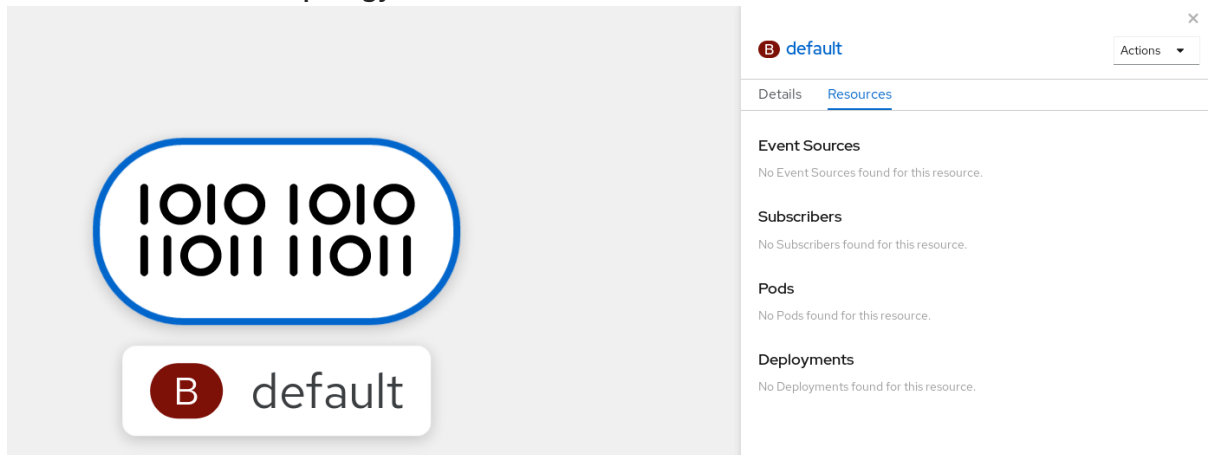 1010 1010
11011 11011
B default
×
B default
Actions
Details Resources
Event Sources
No Event Sources found for this resource.
Subscribers
No Subscribers found for this resource.
Pods
No Pods found for this resource.
Deployments
No Deployments found for this resource.